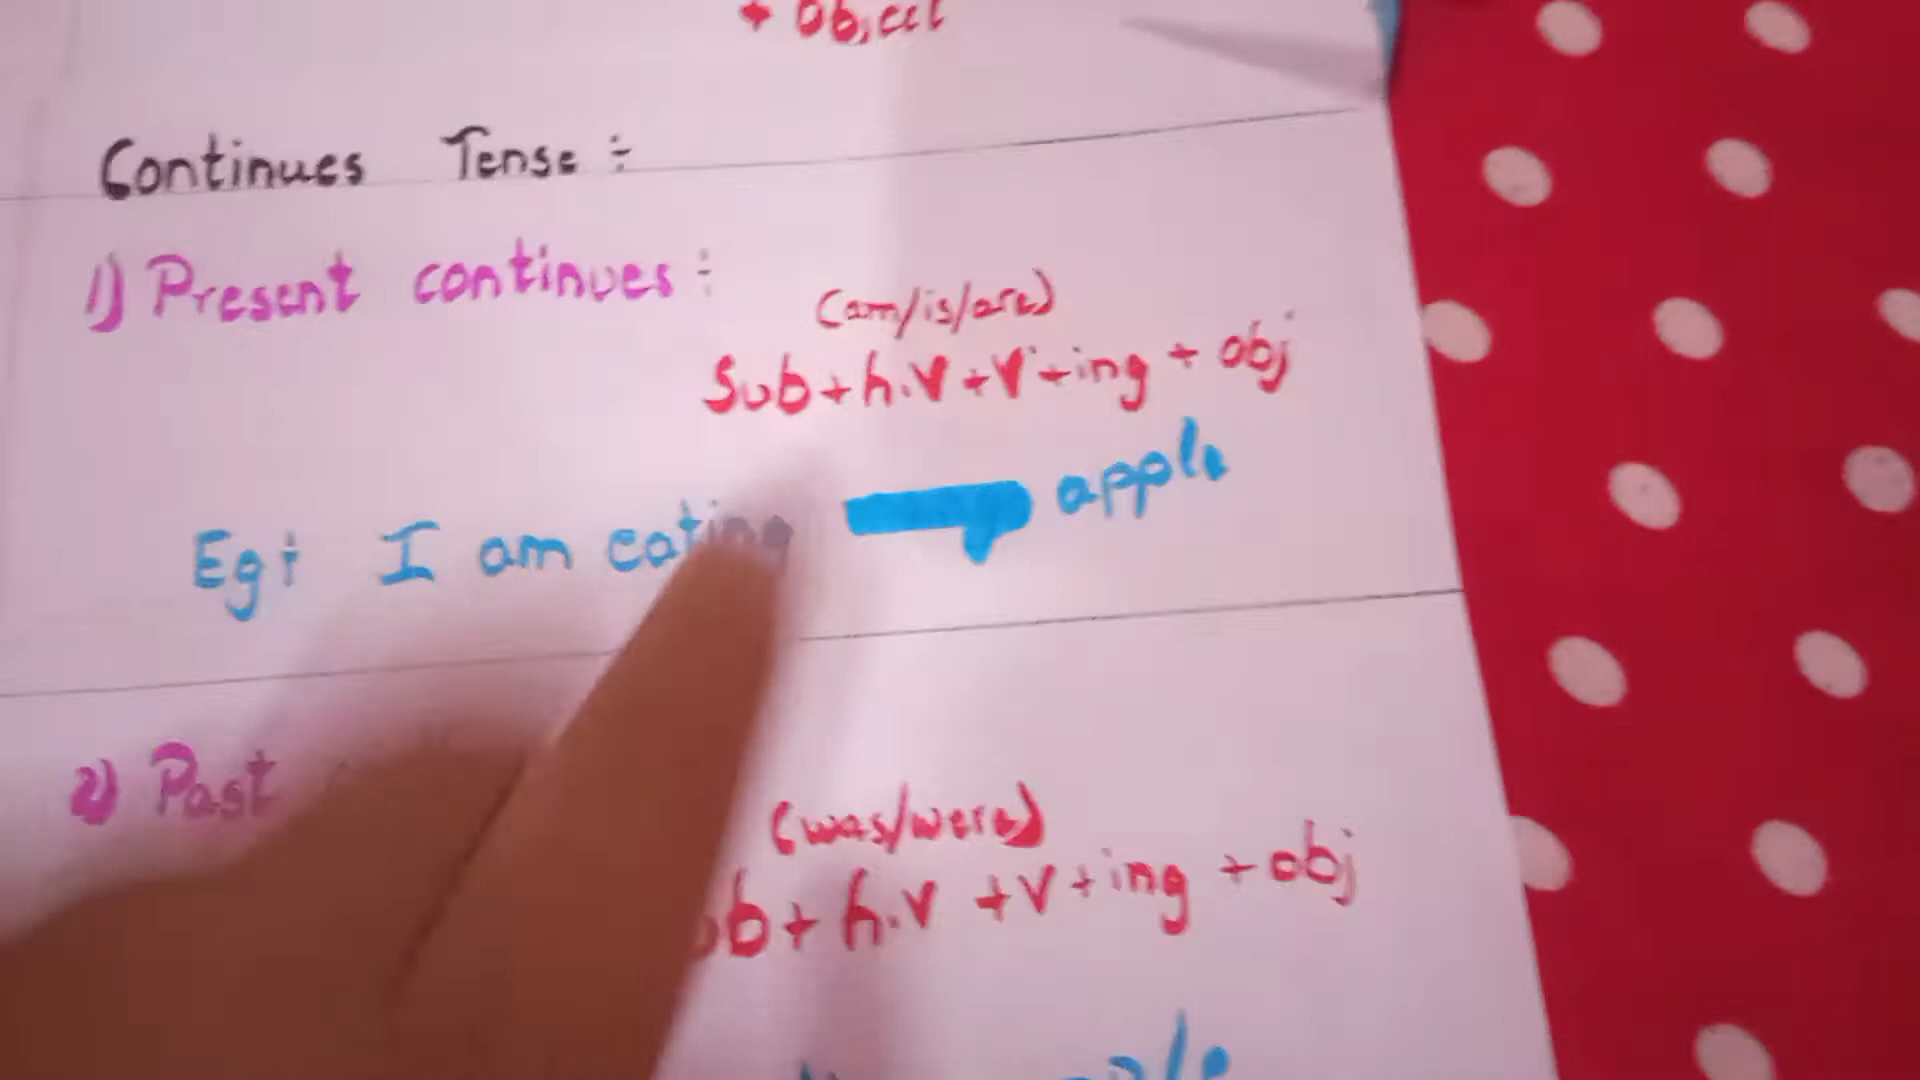 + Object
Continues Tense :
1) Present continues :
(am/is/are)
Sub + h.v + v + ing + obj
Eg : I am eating apple
2) Past
(was/were)
+ h.v + v + ing + obj